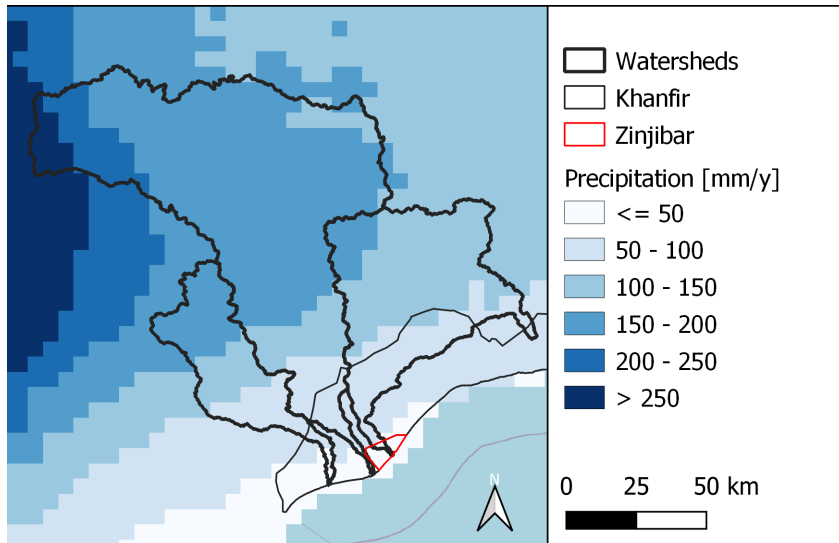 Watersheds
Khanfir
Zinjibar
Precipitation [mm/y]
<= 50
50 - 100
100 - 150
150 - 200
200 - 250
> 250
N
0 25 50 km